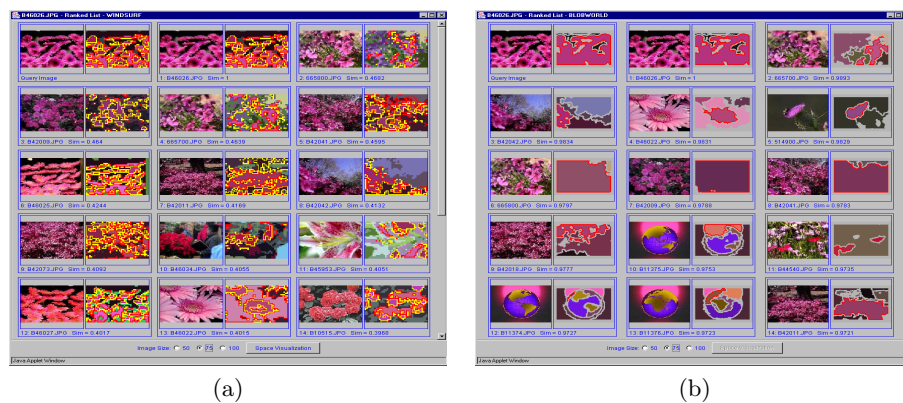 B46026.JPG - Ranked List - WINDSURF
Query Image
1: B46026.JPG Sim = 1
2: 665800.JPG Sim = 0.4682
3: B42009.JPG Sim = 0.464
4: 665700.JPG Sim = 0.4639
5: B42041.JPG Sim = 0.4595
6: B46025.JPG Sim = 0.4244
7: B42011.JPG Sim = 0.4169
8: B42042.JPG Sim = 0.4132
9: B42073.JPG Sim = 0.4092
10: B46034.JPG Sim = 0.4055
11: B45953.JPG Sim = 0.4051
12: B46027.JPG Sim = 0.4017
13: B46022.JPG Sim = 0.4015
14: B10515.JPG Sim = 0.3968
Image Size: 50 75 100 Space Visualization
Java Applet Window
(a)
B46026.JPG - Ranked List - BLOBWORLD
Query Image
1: B46026.JPG Sim = 1
2: 665700.JPG Sim = 0.9893
3: B42042.JPG Sim = 0.9834
4: B46022.JPG Sim = 0.9831
5: 514900.JPG Sim = 0.9829
6: 665800.JPG Sim = 0.9797
7: B42009.JPG Sim = 0.9788
8: B42041.JPG Sim = 0.9783
9: B42018.JPG Sim = 0.9777
10: B11375.JPG Sim = 0.9753
11: B44540.JPG Sim = 0.9735
12: B11374.JPG Sim = 0.9727
13: B11376.JPG Sim = 0.9723
14: B42011.JPG Sim = 0.9721
Image Size: 50 75 100
Java Applet Window
(b)